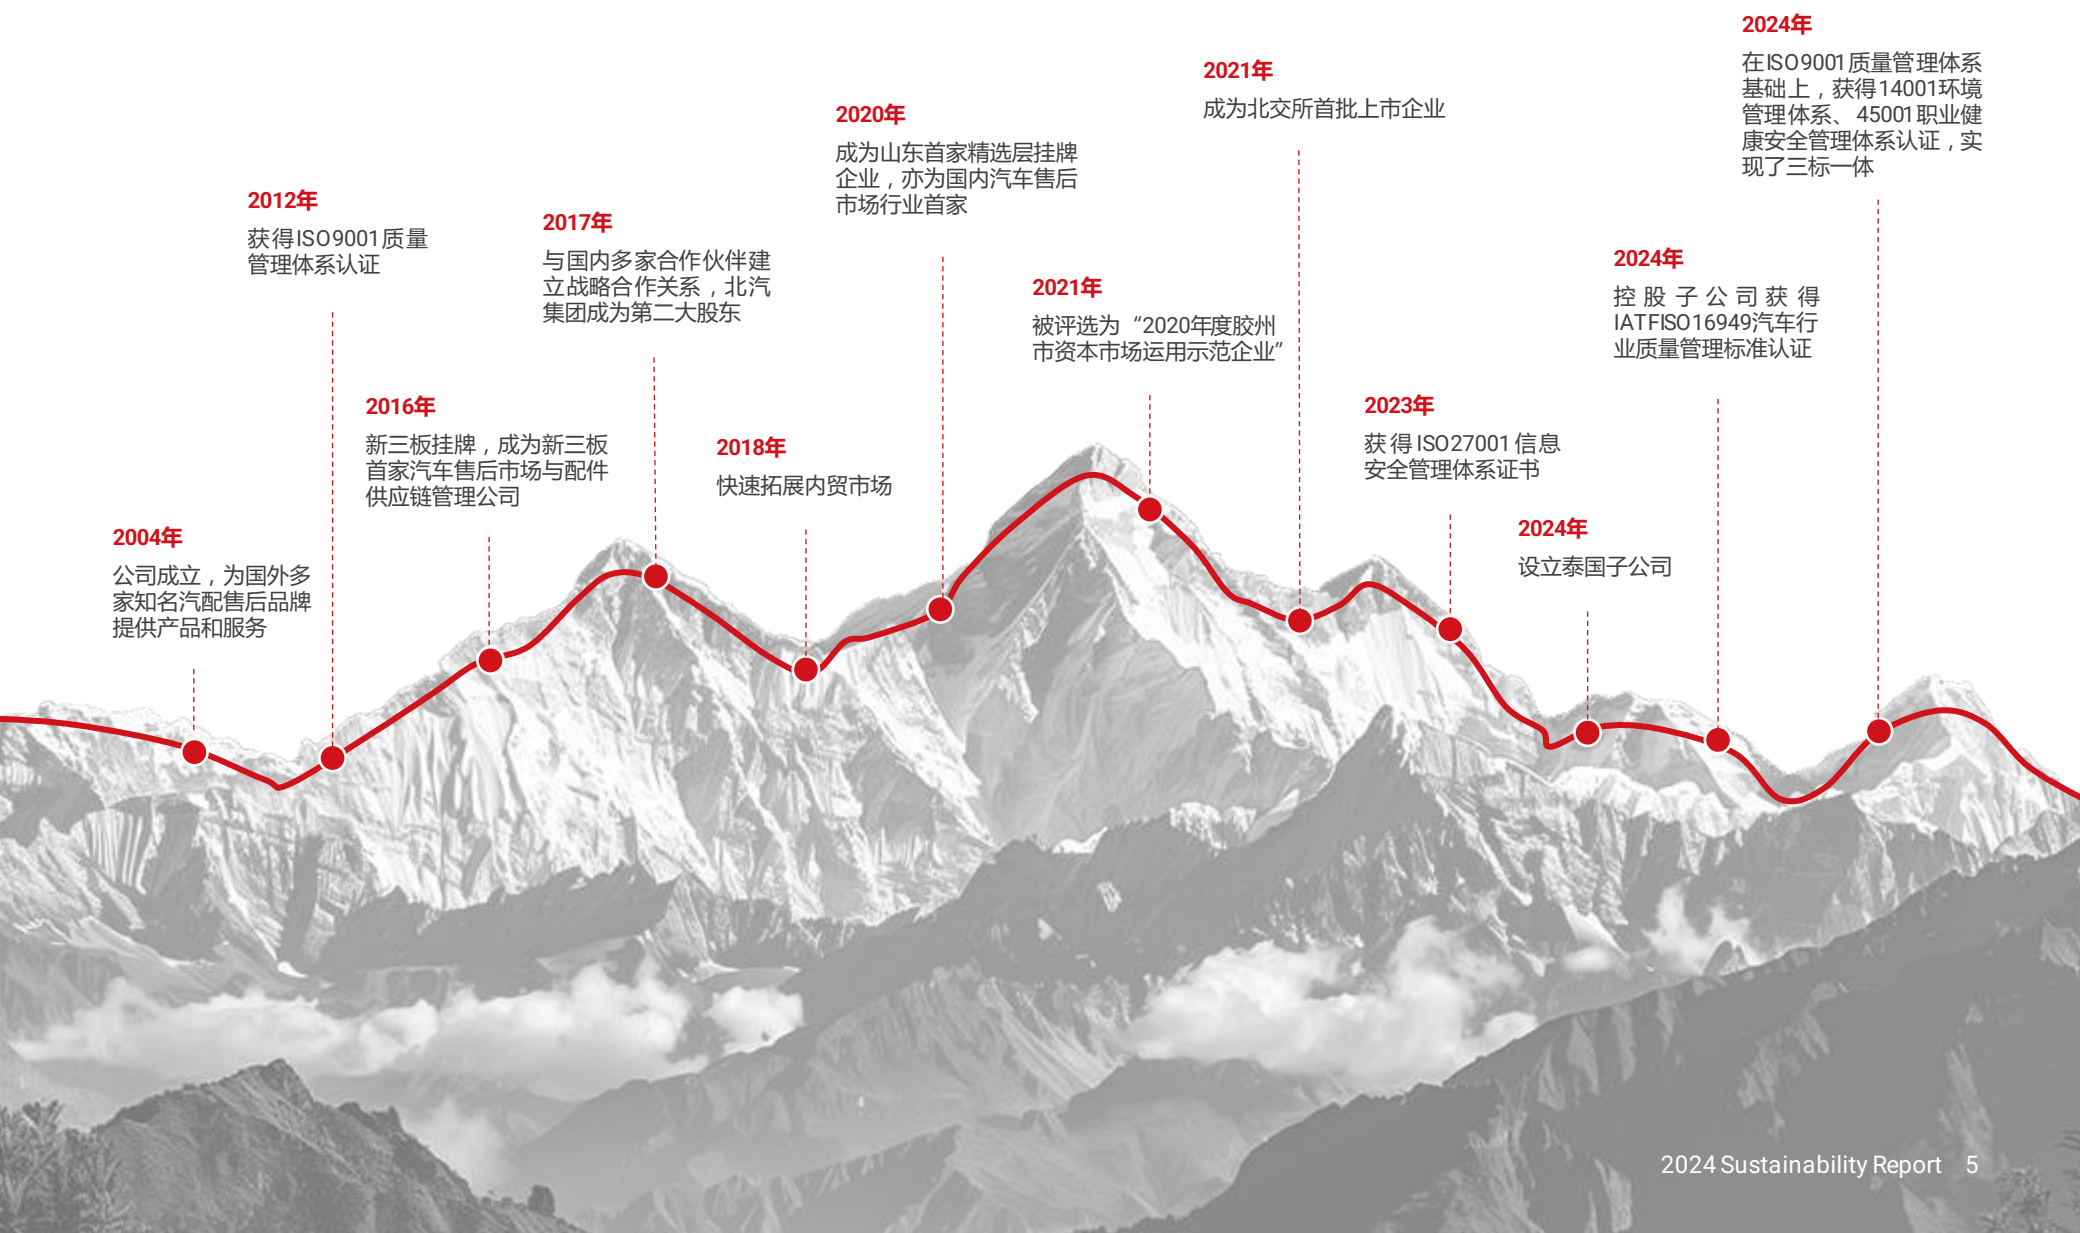 2004年
公司成立，为国外多
家知名汽配售后品牌
提供产品和服务
2012年
获得ISO9001质量
管理体系认证
2016年
新三板挂牌，成为新三板
首家汽车售后市场与配件
供应链管理公司
2017年
与国内多家合作伙伴建
立战略合作关系，北汽
集团成为第二大股东
2018年
快速拓展内贸市场
2020年
成为山东首家精选层挂牌
企业，亦为国内汽车售后
市场行业首家
2021年
被评选为“2020年度胶州
市资本市场运用示范企业”
2021年
成为北交所首批上市企业
2023年
获得ISO27001信息
安全管理体系证书
2024年
设立泰国子公司
2024年
控股子公司获得
IATFISO16949汽车行
业质量管理标准认证
2024年
在ISO9001质量管理体系
基础上，获得14001环境
管理体系、45001职业健
康安全管理体系认证，实
现了三标一体
2024 Sustainability Report 5